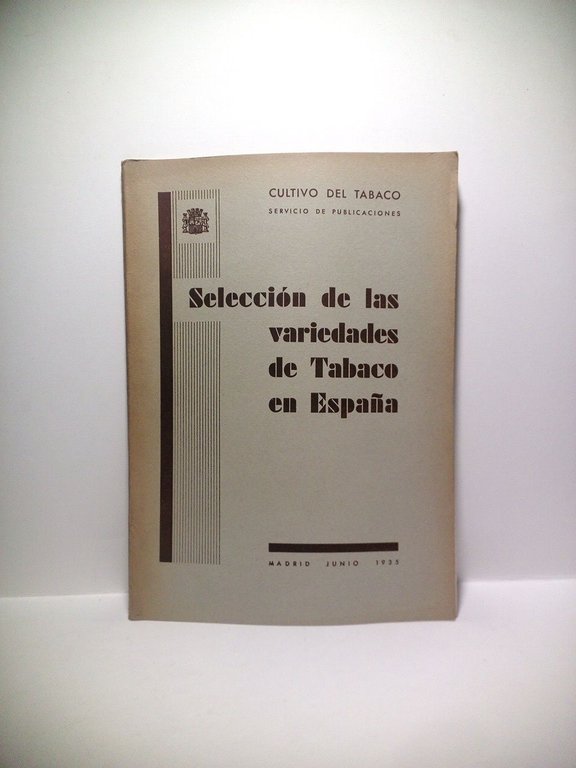 CULTIVO DEL TABACO
SERVICIO DE PUBLICACIONES
Selección de las
variedades
de Tabaco
en España
MADRID JUNIO 1935